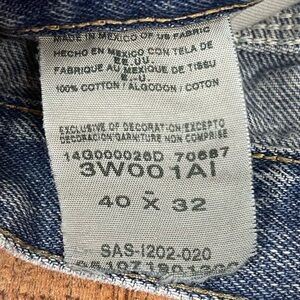 MADE IN MEXICO OF US FABRIC
HECHO EN MEXICO CON TELA DE
EE.UU.
FABRIQUE AU MEXIQUE DE TISSU
E.-U.
100% COTTON / ALGODON / COTON
EXCLUSIVE OF DECORATION/EXCEPTO
DECORACION/GARNITURE NON COMPRISE
14G000026D 70687
3W001AI
-
40 X 32
SAS-I202-020